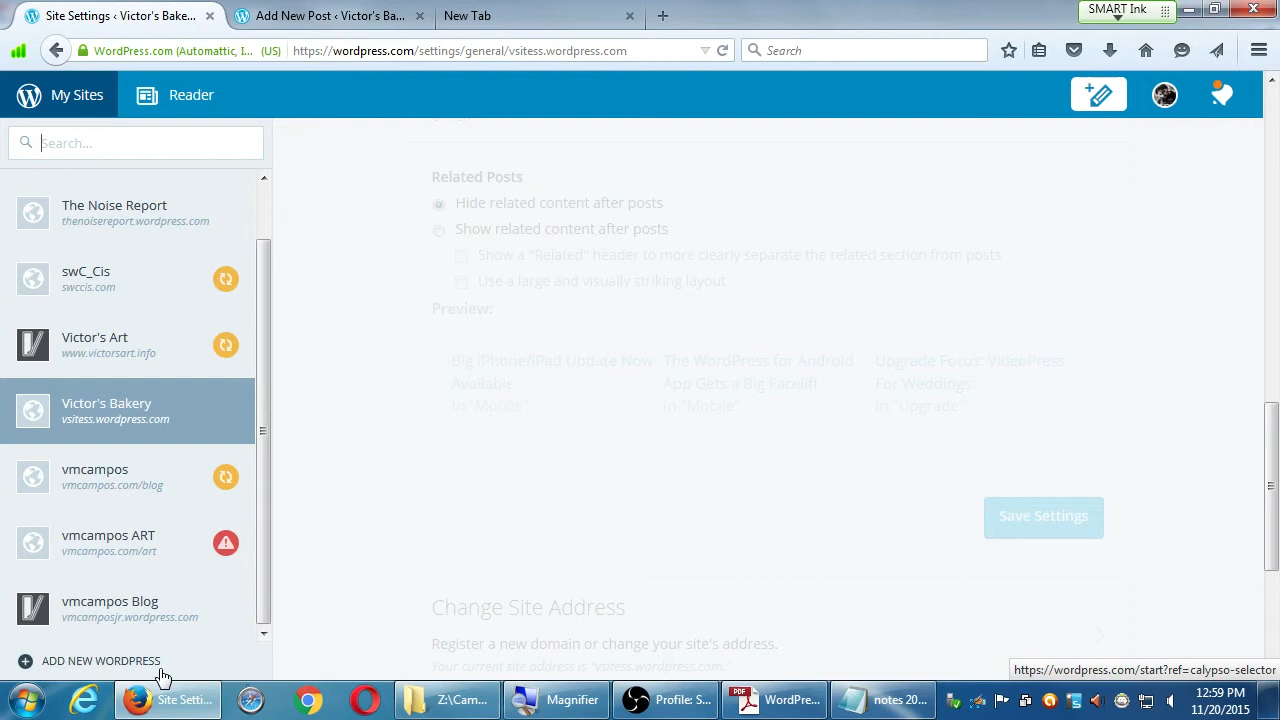 Site Settings ‹ Victor's Bake...
Add New Post ‹ Victor's BA...
New Tab
SMART Ink
WordPress.com (Automattic, I... (US)
https://wordpress.com/settings/general/vsitess.wordpress.com
Search
My Sites
Reader
Search...
The Noise Report
thenoisereport.wordpress.com
swC_Cis
swccis.com
Victor's Art
www.victorsart.info
Victor's Bakery
vsitess.wordpress.com
vmcampos
vmcampos.com/blog
vmcampos ART
vmcampos.com/art
vmcampos Blog
vmcamposjr.wordpress.com
ADD NEW WORDPRESS
Related Posts
Hide related content after posts
Show related content after posts
Show a "Related" header to more clearly separate the related section from posts
Use a large and visually striking layout
Preview:
Big iPhone/iPad Update Now Available
In "Mobile"
The WordPress for Android App Gets a Big Facelift
In "Mobile"
Upgrade Focus: VideoPress For Weddings
In "Upgrade"
Save Settings
Change Site Address
Register a new domain or change your site's address.
Your current site address is "vsitess.wordpress.com."
https://wordpress.com/start?ref=calypso-selector
Site Setti...
Z:\Cam...
Magnifier
Profile: S...
PDF
WordPre...
notes 20...
12:59 PM
11/20/2015